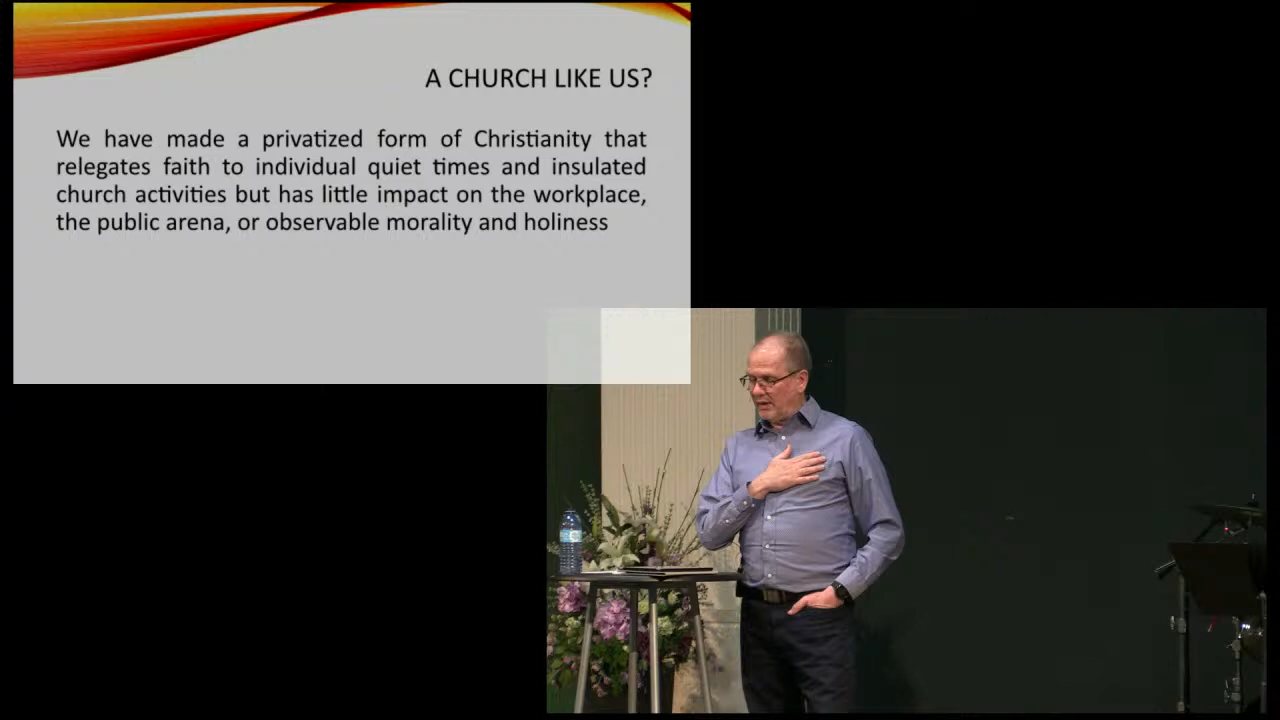 A CHURCH LIKE US?
We have made a privatized form of Christianity that
relegates faith to individual quiet times and insulated
church activities but has little impact on the workplace,
the public arena, or observable morality and holiness